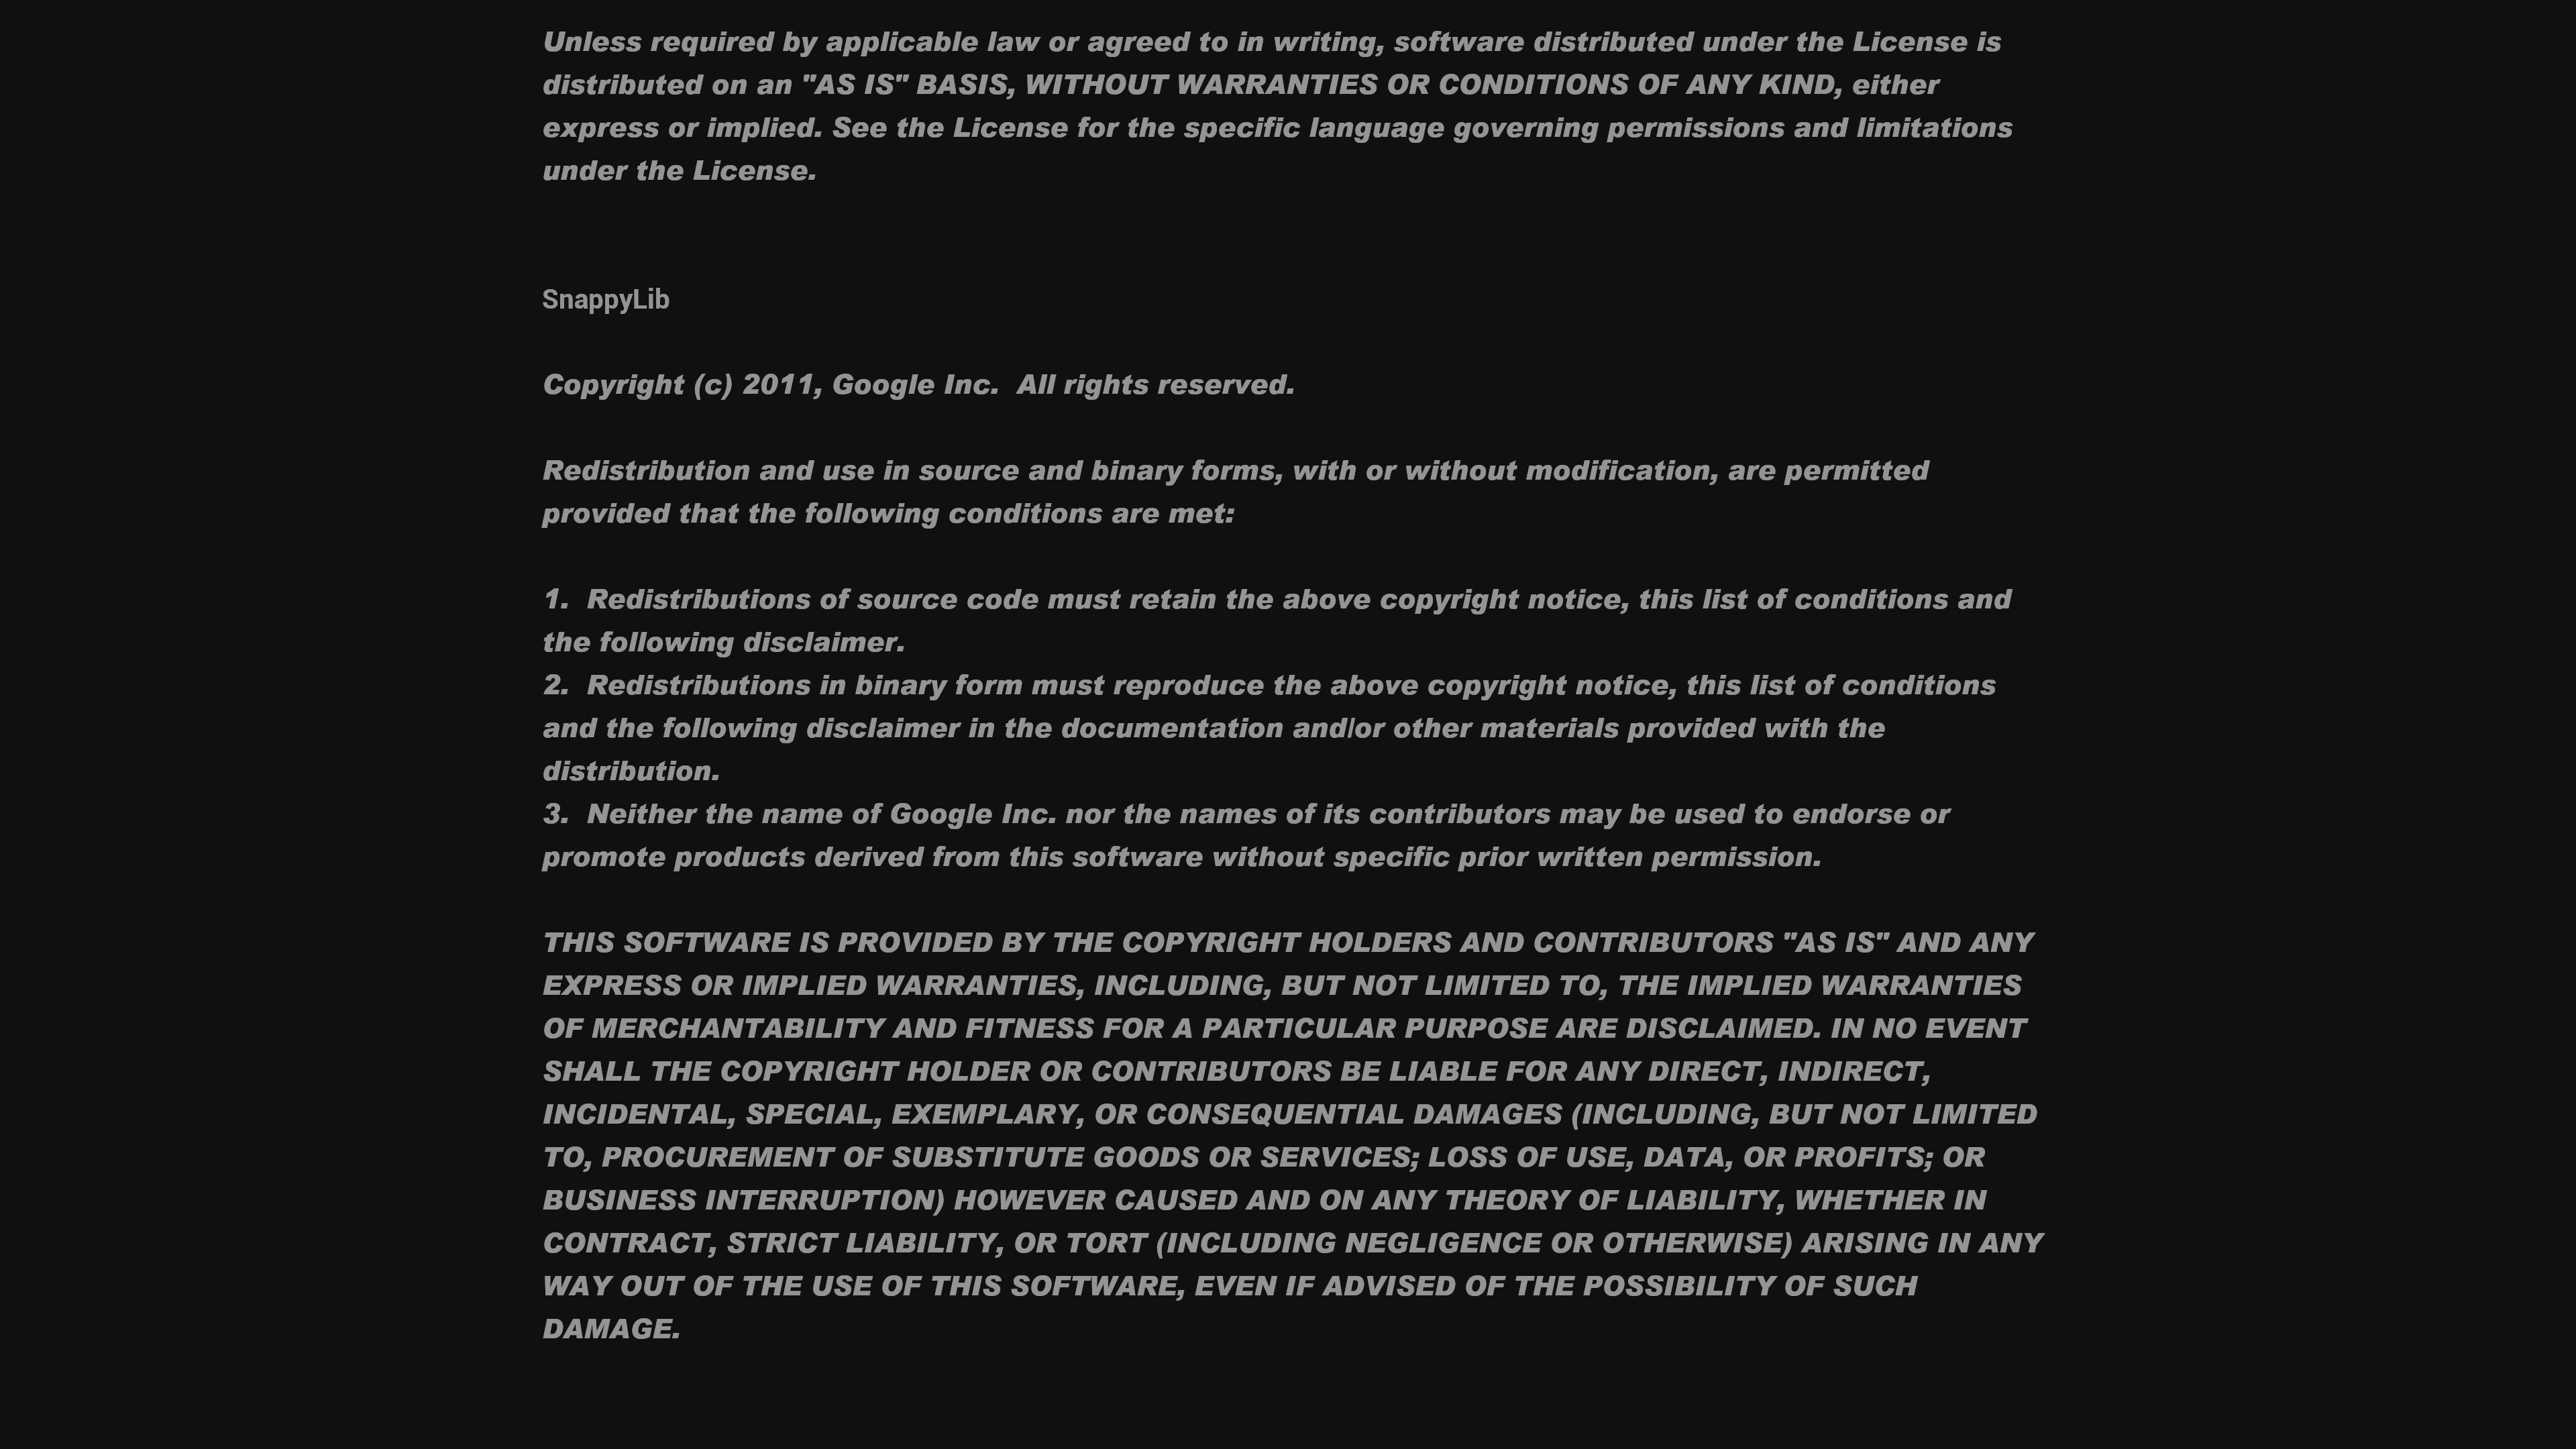 Unless required by applicable law or agreed to in writing, software distributed under the License is
distributed on an "AS IS" BASIS, WITHOUT WARRANTIES OR CONDITIONS OF ANY KIND, either
express or implied. See the License for the specific language governing permissions and limitations
under the License.
SnappyLib
Copyright (c) 2011, Google Inc.  All rights reserved.
Redistribution and use in source and binary forms, with or without modification, are permitted
provided that the following conditions are met:
1.  Redistributions of source code must retain the above copyright notice, this list of conditions and
the following disclaimer.
2.  Redistributions in binary form must reproduce the above copyright notice, this list of conditions
and the following disclaimer in the documentation and/or other materials provided with the
distribution.
3.  Neither the name of Google Inc. nor the names of its contributors may be used to endorse or
promote products derived from this software without specific prior written permission.
THIS SOFTWARE IS PROVIDED BY THE COPYRIGHT HOLDERS AND CONTRIBUTORS "AS IS" AND ANY
EXPRESS OR IMPLIED WARRANTIES, INCLUDING, BUT NOT LIMITED TO, THE IMPLIED WARRANTIES
OF MERCHANTABILITY AND FITNESS FOR A PARTICULAR PURPOSE ARE DISCLAIMED. IN NO EVENT
SHALL THE COPYRIGHT HOLDER OR CONTRIBUTORS BE LIABLE FOR ANY DIRECT, INDIRECT,
INCIDENTAL, SPECIAL, EXEMPLARY, OR CONSEQUENTIAL DAMAGES (INCLUDING, BUT NOT LIMITED
TO, PROCUREMENT OF SUBSTITUTE GOODS OR SERVICES; LOSS OF USE, DATA, OR PROFITS; OR
BUSINESS INTERRUPTION) HOWEVER CAUSED AND ON ANY THEORY OF LIABILITY, WHETHER IN
CONTRACT, STRICT LIABILITY, OR TORT (INCLUDING NEGLIGENCE OR OTHERWISE) ARISING IN ANY
WAY OUT OF THE USE OF THIS SOFTWARE, EVEN IF ADVISED OF THE POSSIBILITY OF SUCH
DAMAGE.